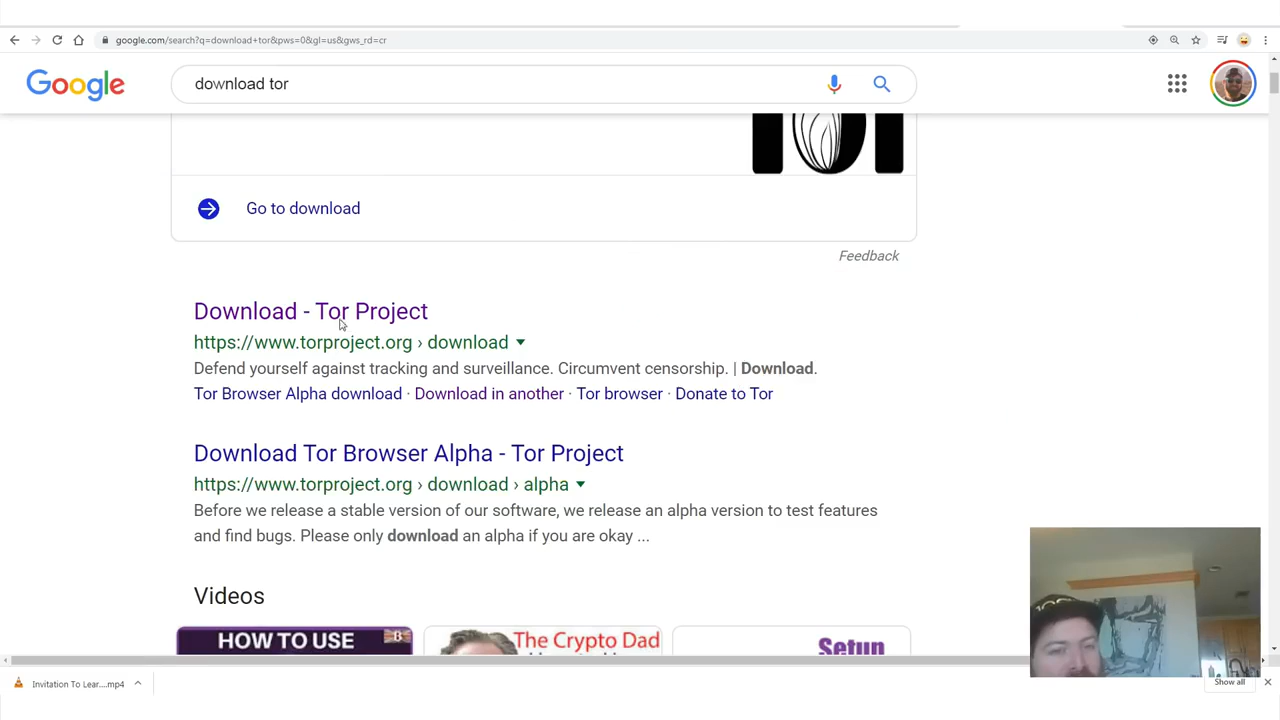 google.com/search?q=download+tor&pws=0&gl=us&gws_rd=cr
Google
download tor
Tor
Go to download
Feedback
Download - Tor Project
https://www.torproject.org › download
Defend yourself against tracking and surveillance. Circumvent censorship. | Download.
Tor Browser Alpha download · Download in another · Tor browser · Donate to Tor
Download Tor Browser Alpha - Tor Project
https://www.torproject.org › download › alpha
Before we release a stable version of our software, we release an alpha version to test features
and find bugs. Please only download an alpha if you are okay ...
Videos
HOW TO USE
B
The Crypto Dad
Setup
Invitation To Lear....mp4
Show all